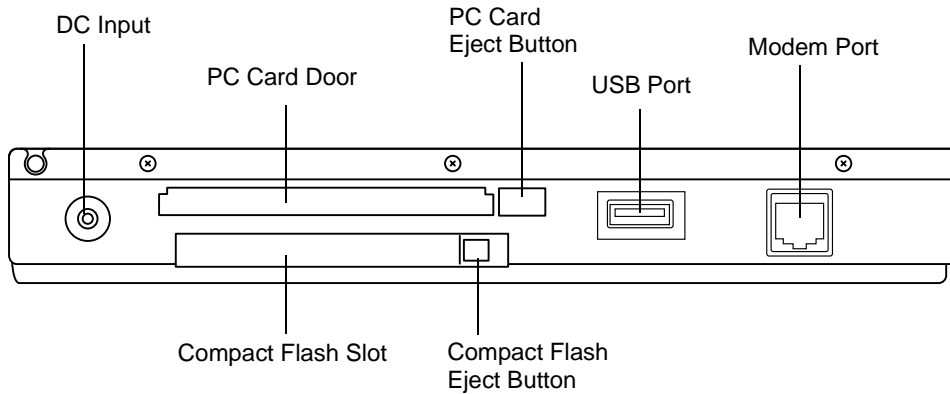 DC Input
PC Card Door
PC Card
Eject Button
USB Port
Modem Port
Compact Flash Slot
Compact Flash
Eject Button